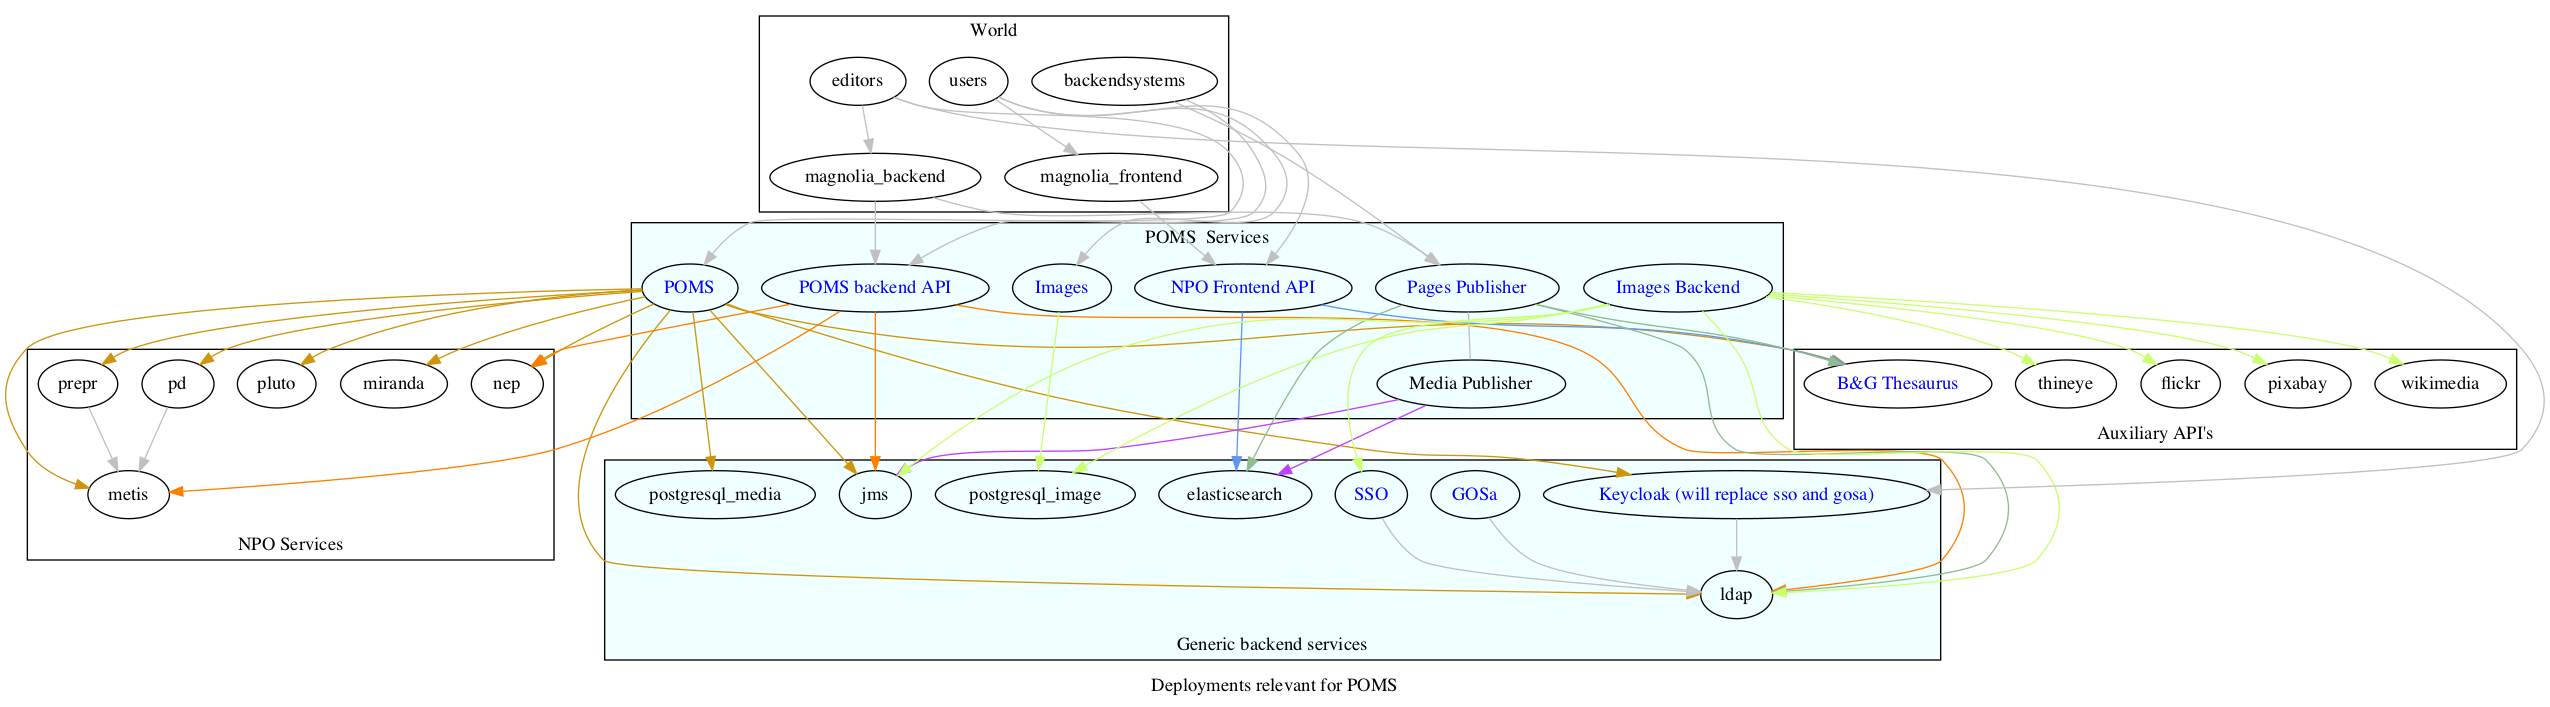 World
editors
users
backendsystems
magnolia_backend
magnolia_frontend
POMS  Services
POMS
POMS backend API
Images
NPO Frontend API
Pages Publisher
Images Backend
Media Publisher
prepr
pd
pluto
miranda
nep
metis
NPO Services
B&G Thesaurus
thineye
flickr
pixabay
wikimedia
Auxiliary API's
postgresql_media
jms
postgresql_image
elasticsearch
SSO
GOSa
Keycloak (will replace sso and gosa)
ldap
Generic backend services
Deployments relevant for POMS